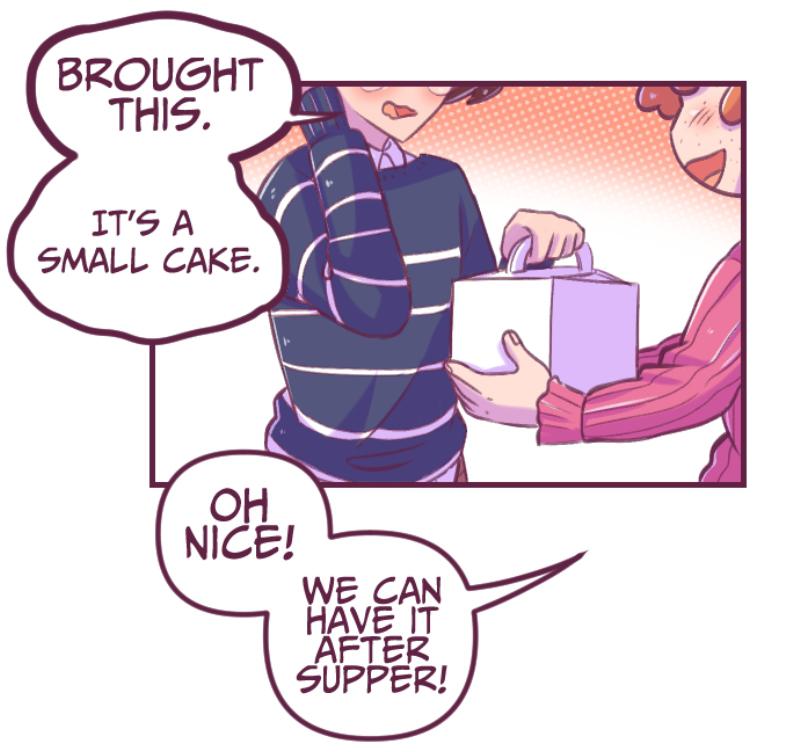 BROUGHT
THIS.
IT'S A
SMALL CAKE.
OH
NICE!
WE CAN
HAVE IT
AFTER
SUPPER!